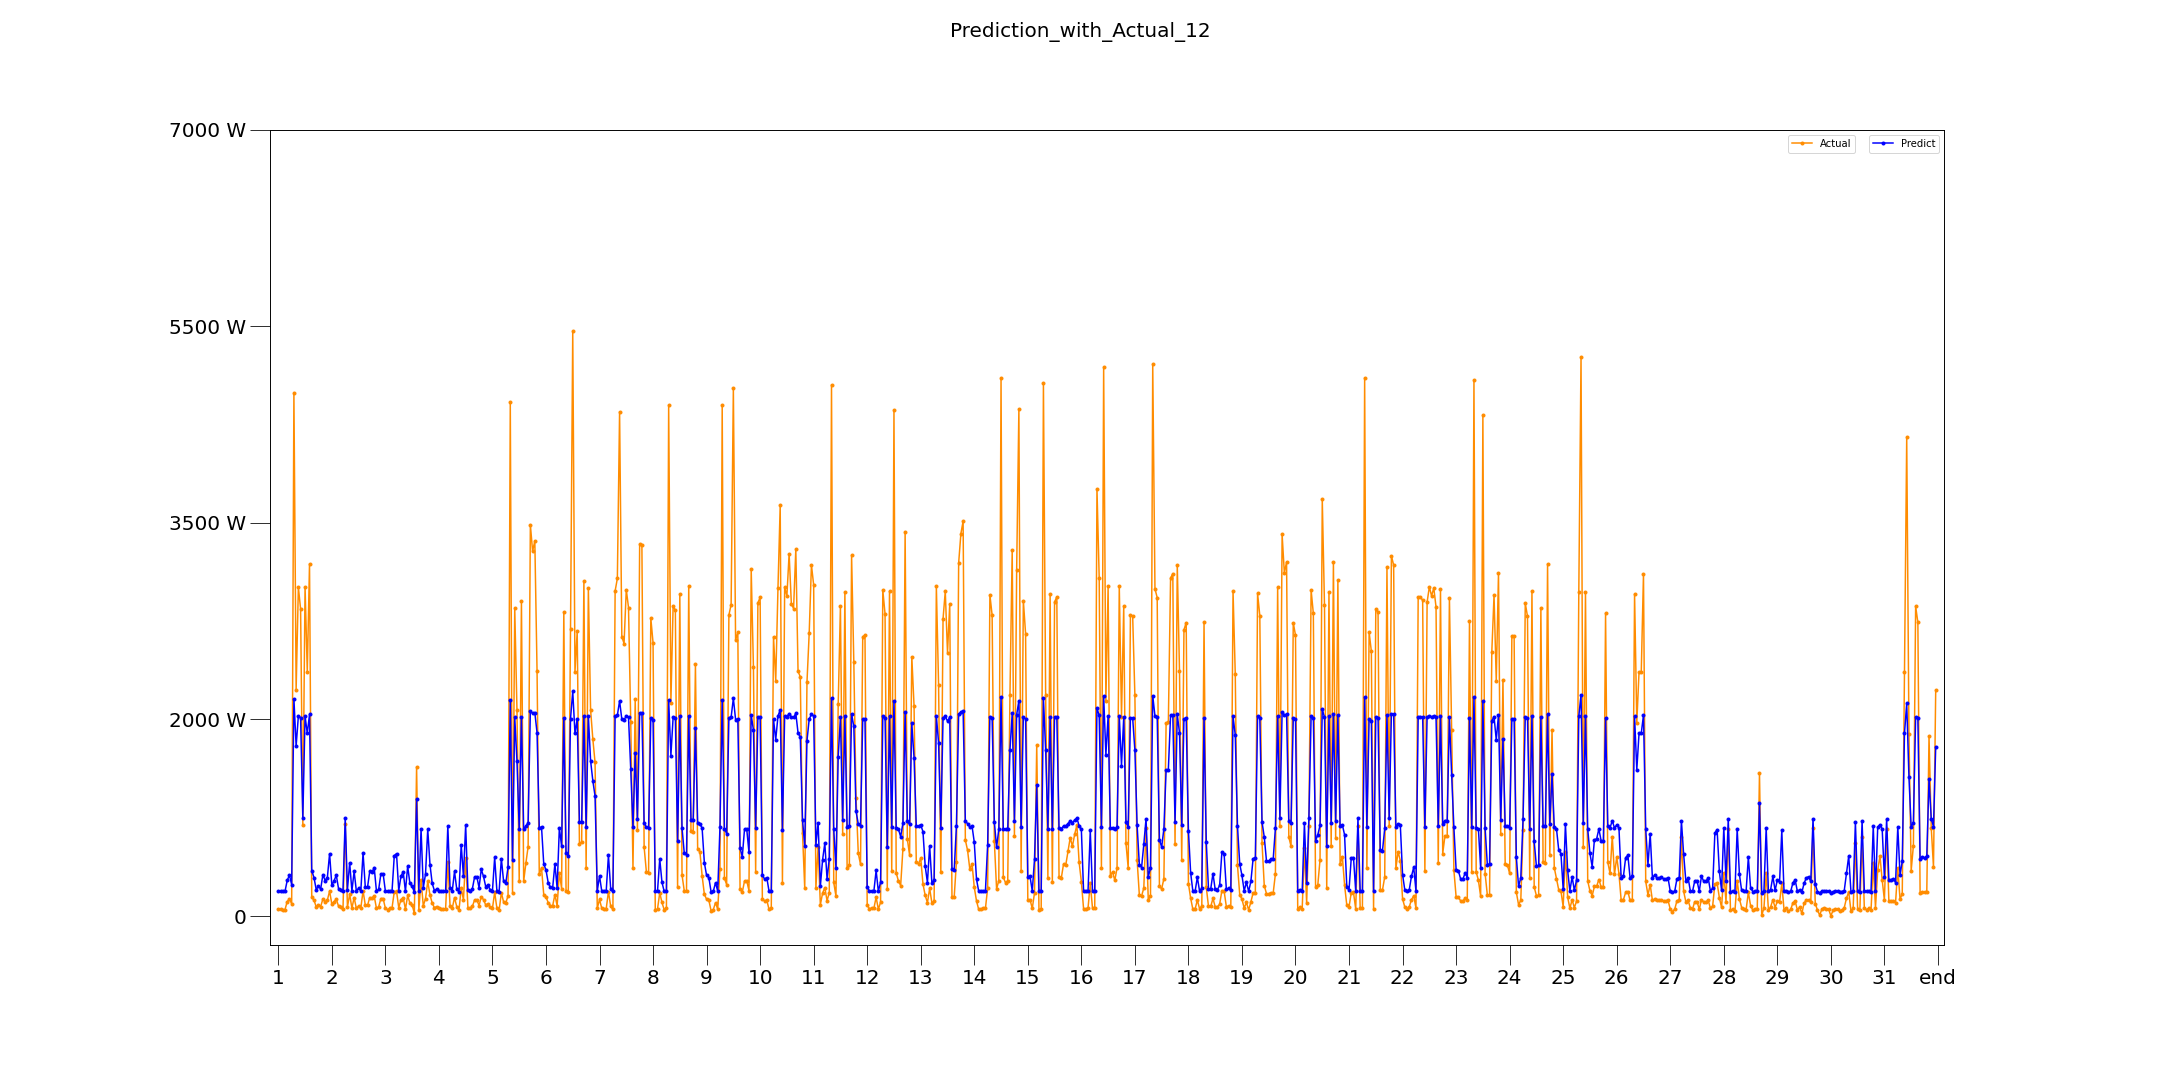 Prediction_with_Actual_12
7000 W
Actual Predict
5500 W
3500 W
2000 W
0
1 2 3 4 5 6 7 8 9 10 11 12 13 14 15 16 17 18 19 20 21 22 23 24 25 26 27 28 29 30 31 end